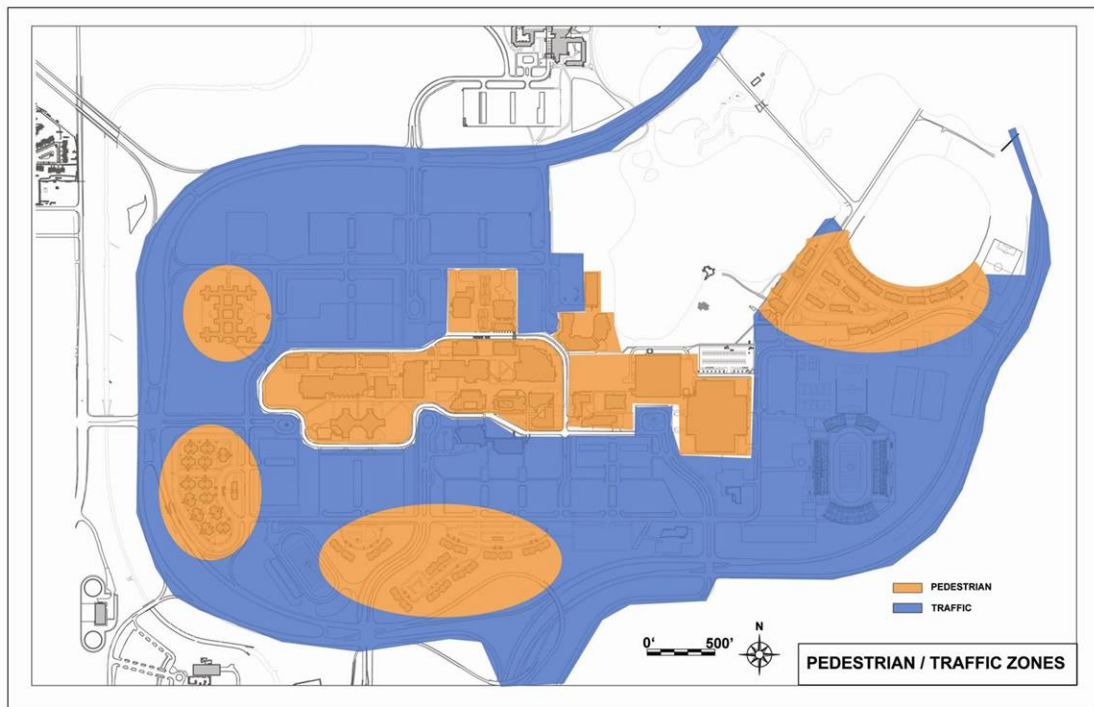 PEDESTRIAN
TRAFFIC
0' 500'
N
PEDESTRIAN / TRAFFIC ZONES